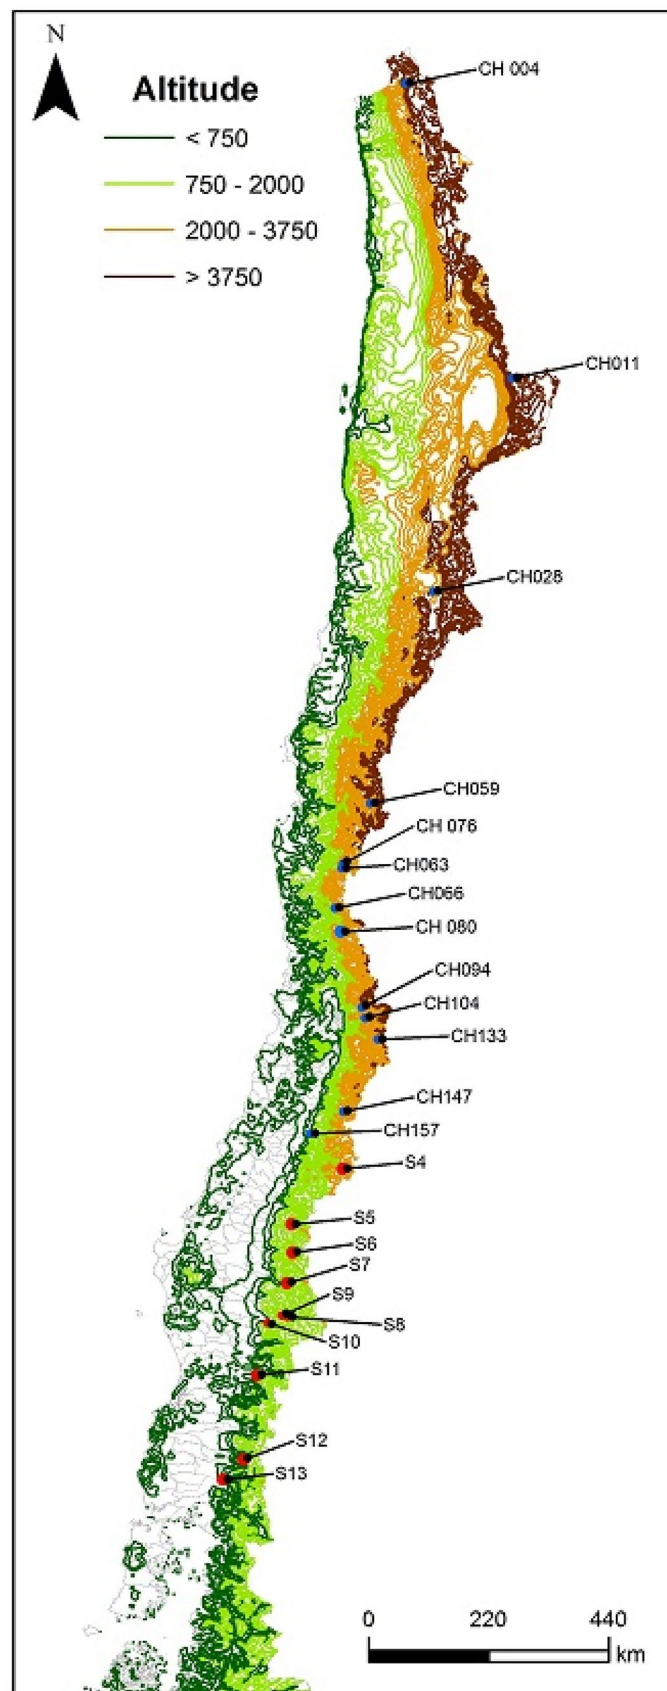 N
Altitude
< 750
750 - 2000
2000 - 3750
> 3750
CH 004
CH011
CH028
CH059
CH 076
CH063
CH066
CH 080
CH094
CH104
CH133
CH147
CH157
S4
S5
S6
S7
S9
S8
S10
S11
S12
S13
0 220 440
km